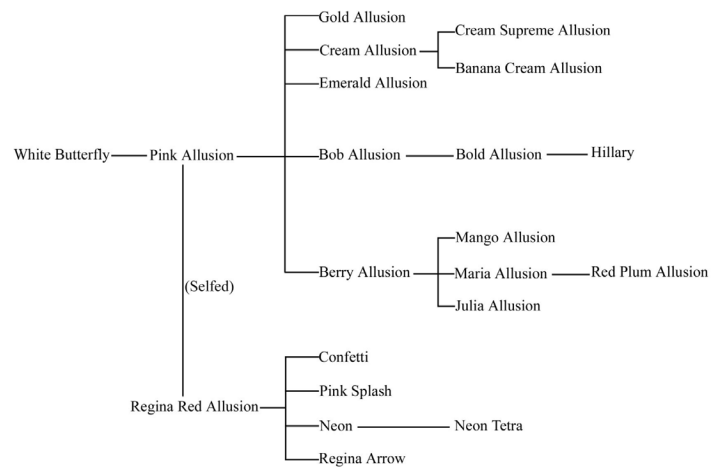 Gold Allusion
Cream Supreme Allusion
Cream Allusion
Banana Cream Allusion
Emerald Allusion
White Butterfly
Pink Allusion
Bob Allusion
Bold Allusion
Hillary
Mango Allusion
Berry Allusion
Maria Allusion
Red Plum Allusion
(Selfed)
Julia Allusion
Confetti
Pink Splash
Regina Red Allusion
Neon
Neon Tetra
Regina Arrow